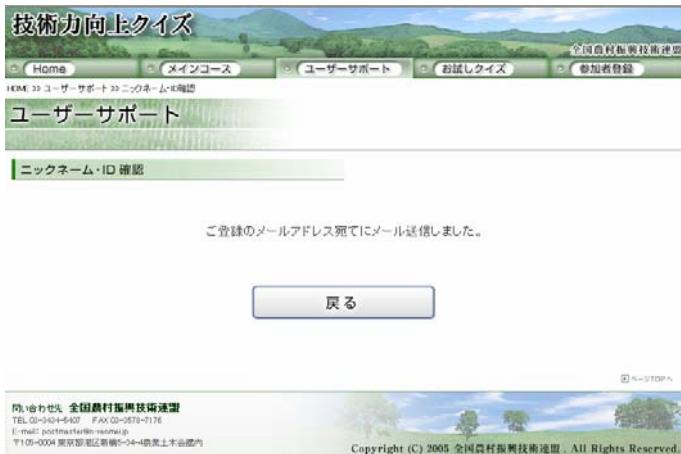 技術力向上クイズ
全国農村振興技術連盟
Home
メインコース
ユーザーサポート
お試しクイズ
参加者登録
HOME >> ユーザーサポート >> ニックネーム・ID確認
ユーザーサポート
ニックネーム・ID 確認
ご登録のメールアドレス宛てにメール送信しました。
戻る
ページTOPへ
問い合わせ先 全国農村振興技術連盟
TEL 03-3434-5407 FAX 03-3578-7176
〒105-0004 東京都港区新橋5-34-4農業土木会館内
Copyright (C) 2005 全国農村振興技術連盟 . All Rights Reserved.